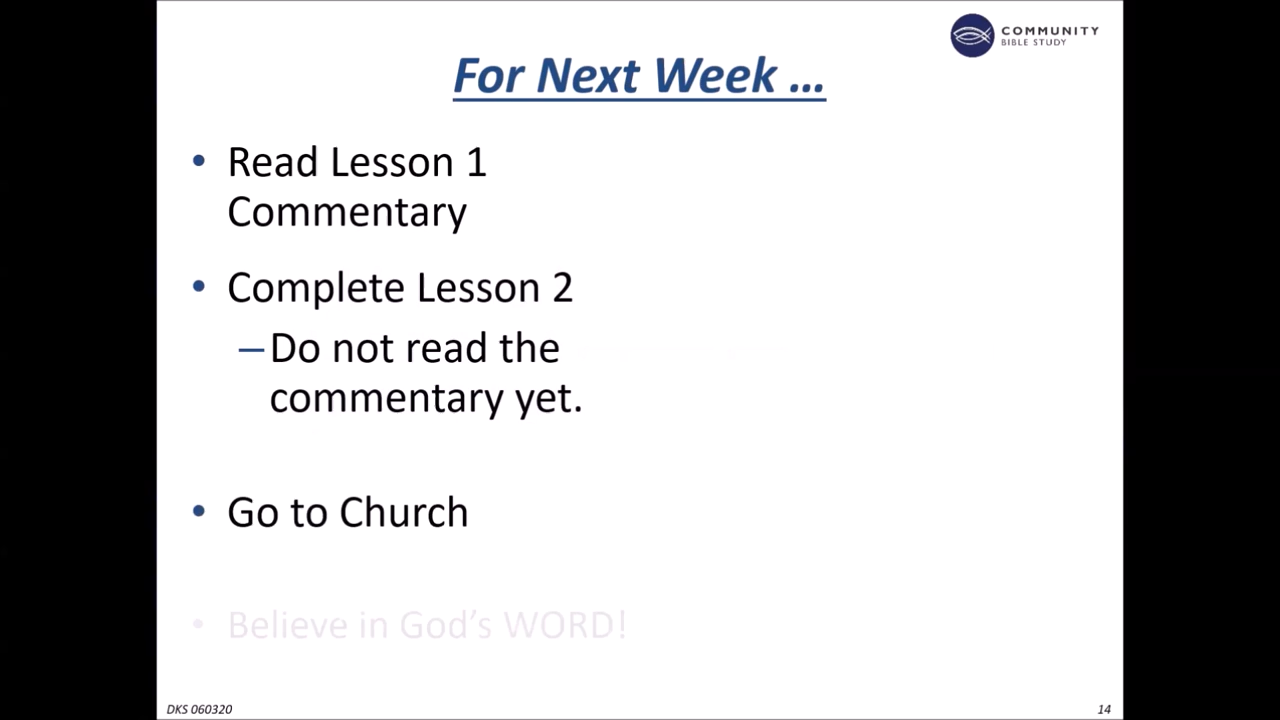 COMMUNITY
BIBLE STUDY
For Next Week ...
• Read Lesson 1
Commentary
• Complete Lesson 2
–Do not read the
commentary yet.
• Go to Church
• Believe in God’s WORD!
DKS 060320
14